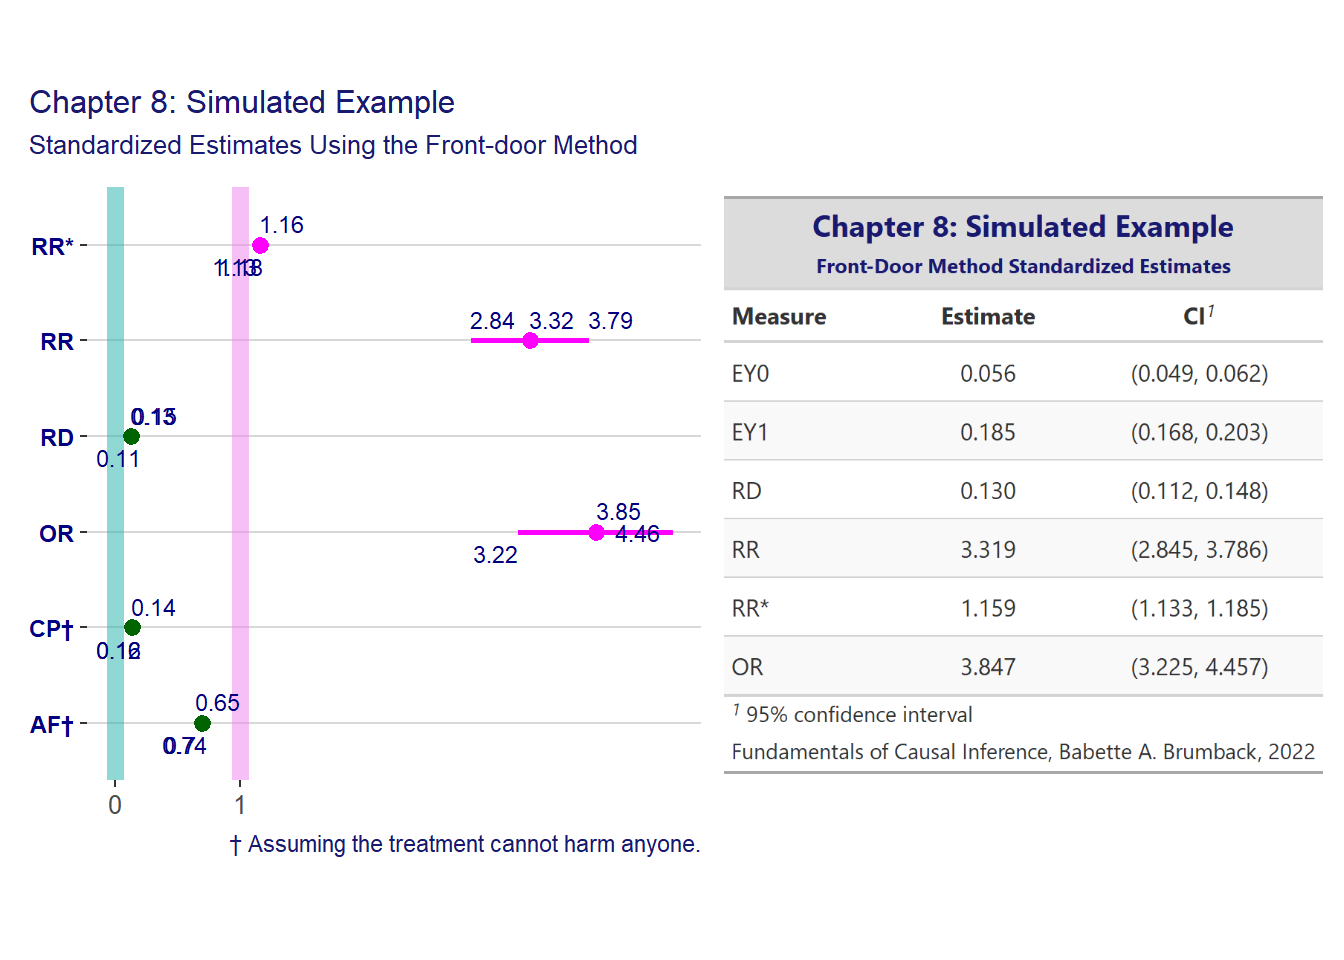 Chapter 8: Simulated Example
Standardized Estimates Using the Front-door Method
RR*
1.16
1.13
1.18
RR
2.84 3.32 3.79
RD
0.13
0.15
0.11
OR
3.85
4.46
3.22
CP†
0.14
0.12
0.16
AF†
0.65
0.7
0.74
0 1
† Assuming the treatment cannot harm anyone.
Chapter 8: Simulated Example
Front-Door Method Standardized Estimates
Measure Estimate CI1
EY0 0.056 (0.049, 0.062)
EY1 0.185 (0.168, 0.203)
RD 0.130 (0.112, 0.148)
RR 3.319 (2.845, 3.786)
RR* 1.159 (1.133, 1.185)
OR 3.847 (3.225, 4.457)
1 95% confidence interval
Fundamentals of Causal Inference, Babette A. Brumback, 2022